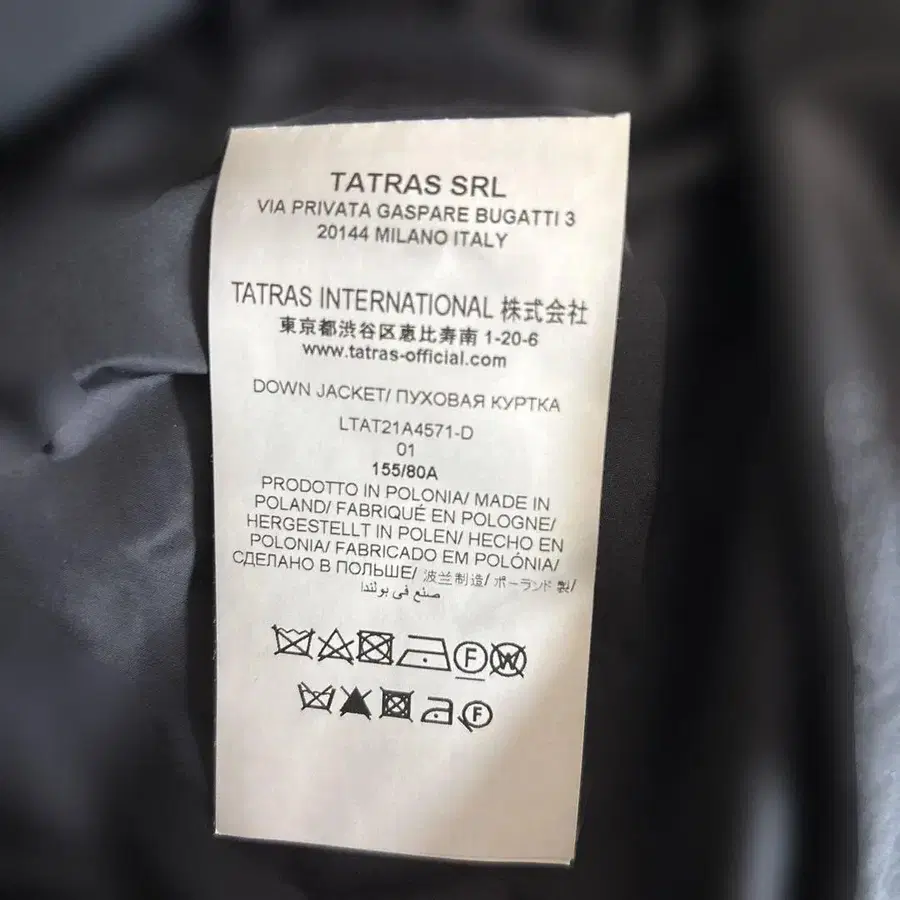 TATRAS SRL
VIA PRIVATA GASPARE BUGATTI 3
20144 MILANO ITALY
TATRAS INTERNATIONAL 株式会社
東京都渋谷区恵比寿南 1-20-6
www.tatras-official.com
DOWN JACKET/ ПУХОВАЯ КУРТКА
LTAT21A4571-D
01
155/80A
PRODOTTO IN POLONIA/ MADE IN
POLAND/ FABRIQUÉ EN POLOGNE/
HERGESTELLT IN POLEN/ HECHO EN
POLONIA/ FABRICADO EM POLÓNIA/
СДЕЛАНО В ПОЛЬШЕ/ 波兰制造/ ポーランド 製/
صنع في بولندا
F W
F